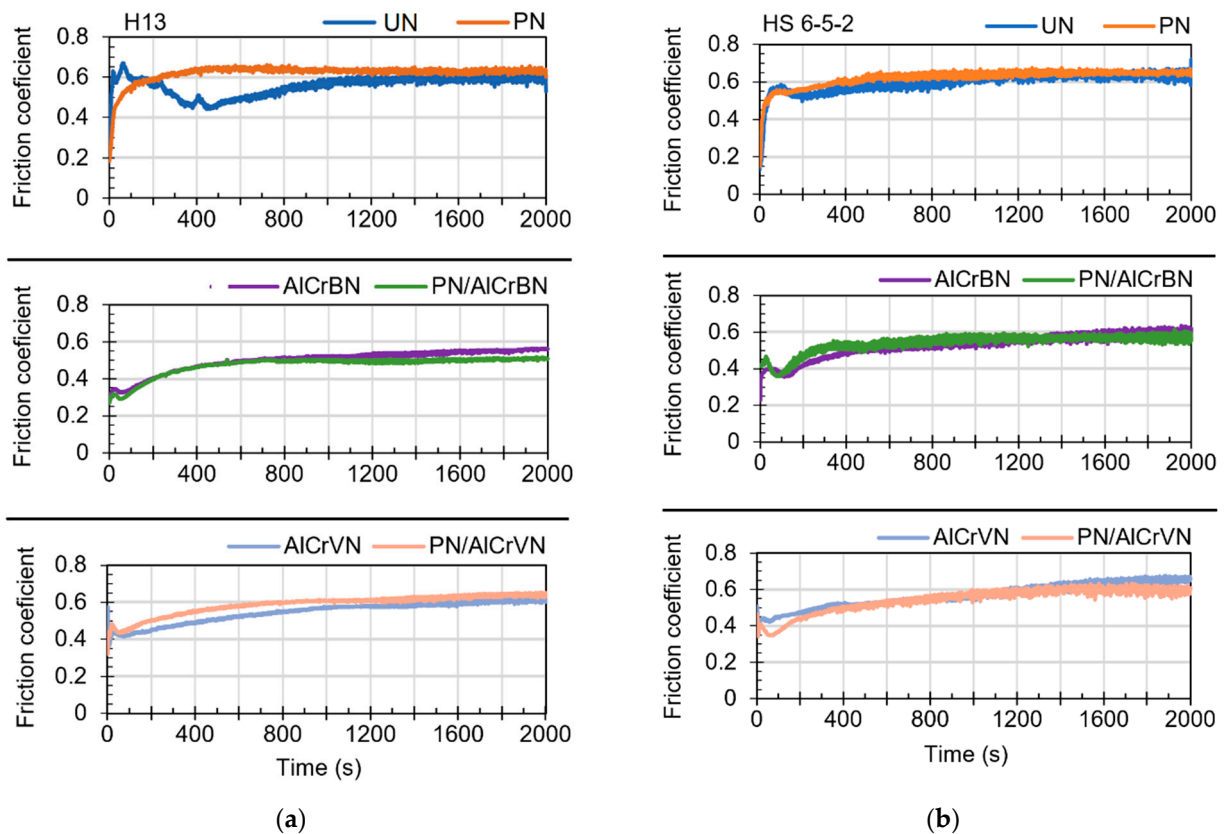 H13 UN PN
Friction coefficient
0.8
0.6
0.4
0.2
0
0 400 800 1200 1600 2000
AlCrBN PN/AlCrBN
Friction coefficient
0.8
0.6
0.4
0.2
0
0 400 800 1200 1600 2000
AlCrVN PN/AlCrVN
Friction coeficient
0.8
0.6
0.4
0.2
0
0 400 800 1200 1600 2000
Time (s)
(a)
HS 6-5-2 UN PN
Friction coefficient
0.8
0.6
0.4
0.2
0
0 400 800 1200 1600 2000
AlCrBN PN/AlCrBN
Friction coefficient
0.8
0.6
0.4
0.2
0
0 400 800 1200 1600 2000
AlCrVN PN/AlCrVN
Friction coefficient
0.8
0.6
0.4
0.2
0
0 400 800 1200 1600 2000
Time (s)
(b)